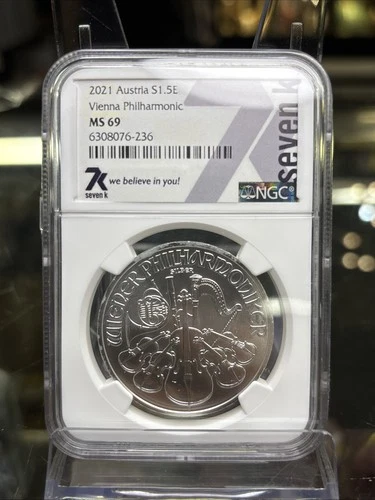 2021 Austria S1.5E
Vienna Philharmonic
MS 69
6308076-236
7K
seven k
we believe in you!
NGC
seven k
7
WIENER PHILHARMONIKER
SILBER